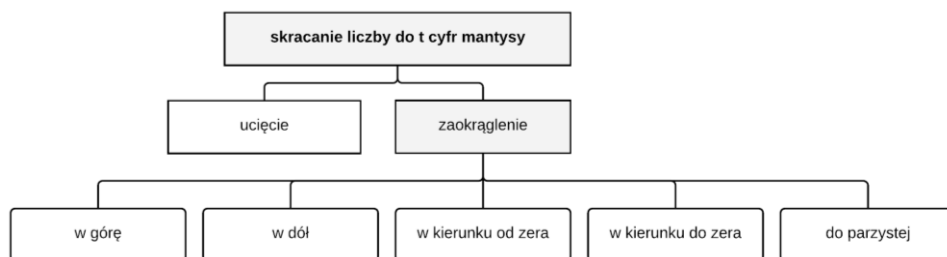 skracanie liczby do t cyfr mantysy
ucięcie
zaokrąglenie
w górę
w dół
w kierunku od zera
w kierunku do zera
do parzystej